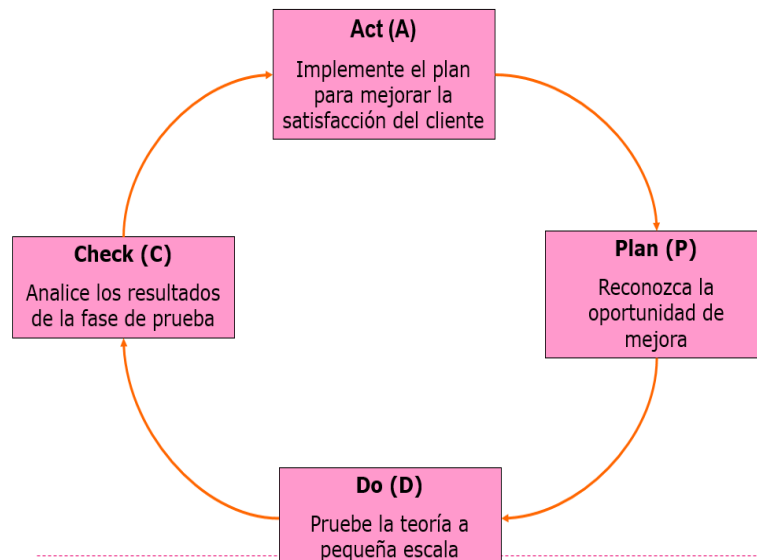 Act (A)
Implemente el plan
para mejorar la
satisfacción del cliente
Plan (P)
Reconozca la
oportunidad de
mejora
Check (C)
Analice los resultados
de la fase de prueba
Do (D)
Pruebe la teoría a
pequeña escala